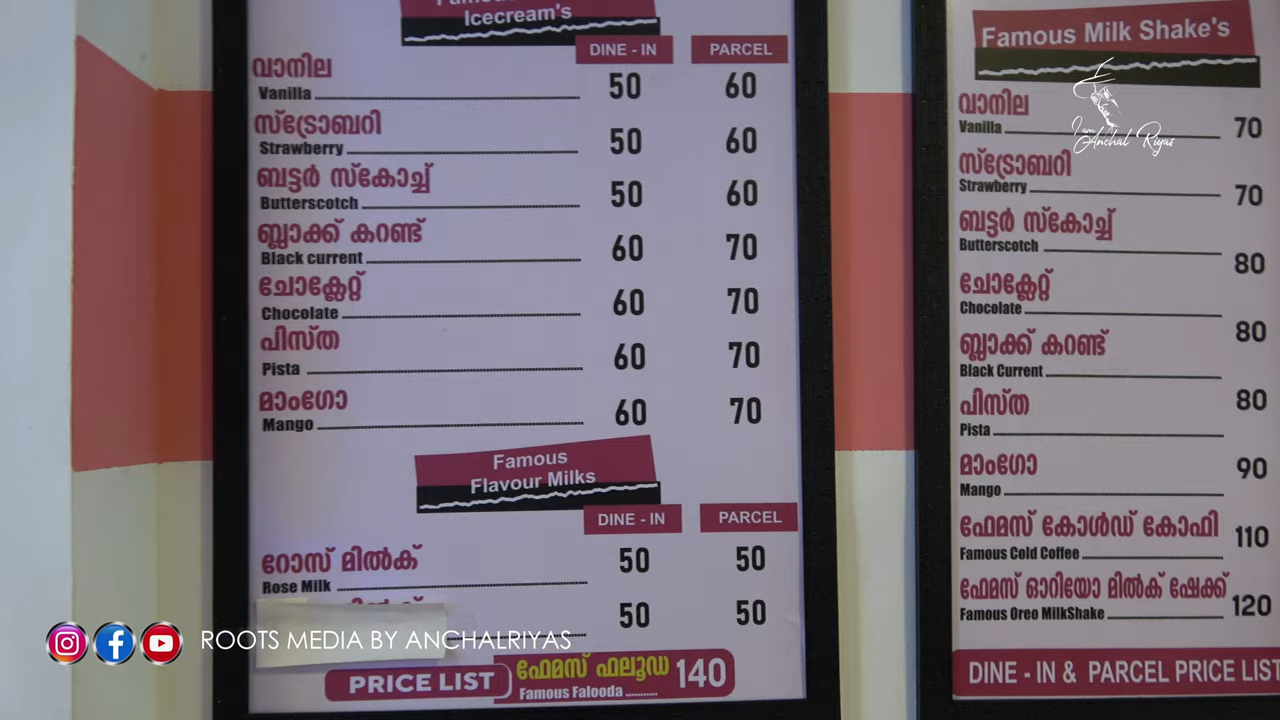 Icecream's
DINE - IN PARCEL
വാനില
Vanilla 50 60
സ്ട്രോബറി
Strawberry 50 60
ബട്ടർ സ്കോച്ച്
Butterscotch 50 60
ബ്ലാക്ക് കറണ്ട്
Black current 60 70
ചോക്ലേറ്റ്
Chocolate 60 70
പിസ്ത
Pista 60 70
മാംഗോ
Mango 60 70
Famous
Flavour Milks
DINE - IN PARCEL
റോസ് മിൽക്
Rose Milk 50 50
50 50
PRICE LIST
ഫേമസ് ഫലൂഡ 140
Famous Falooda
Famous Milk Shake's
വാനില
Vanilla 70
സ്ട്രോബറി
Strawberry 70
ബട്ടർ സ്കോച്ച്
Butterscotch 80
ചോക്ലേറ്റ്
Chocolate 80
ബ്ലാക്ക് കറണ്ട്
Black Current 80
പിസ്ത
Pista 90
മാംഗോ
Mango 110
ഫേമസ് കോൾഡ് കോഫി
Famous Cold Coffee
ഫേമസ് ഓറിയോ മിൽക് ഷേക്ക്
Famous Oreo MilkShake 120
DINE - IN & PARCEL PRICE LIST
I am
Anchal Riyas
ROOTS MEDIA BY ANCHALRIYAS